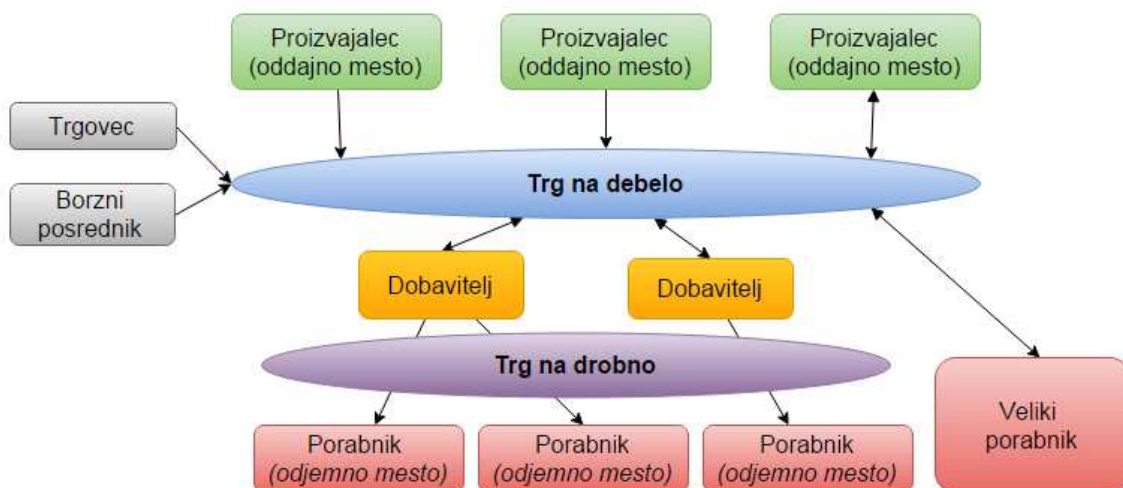 Proizvajalec
(oddajno mesto)
Proizvajalec
(oddajno mesto)
Proizvajalec
(oddajno mesto)
Trgovec
Borzni
posrednik
Trg na debelo
Dobavitelj
Dobavitelj
Trg na drobno
Porabnik
(odjemno mesto)
Porabnik
(odjemno mesto)
Porabnik
(odjemno mesto)
Veliki
porabnik